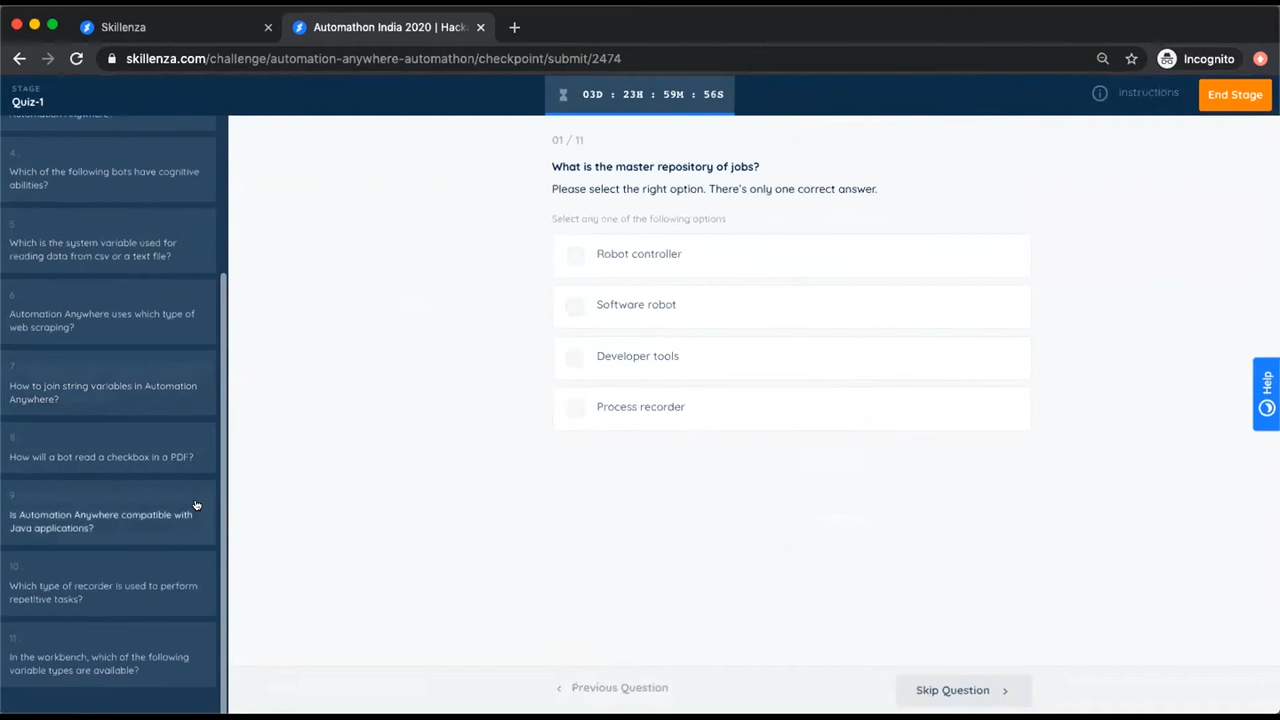 Skillenza
Automathon India 2020 | Hack
skillenza.com/challenge/automation-anywhere-automathon/checkpoint/submit/2474
Incognito
STAGE
Quiz-1
03D : 23H : 59M : 56S
instructions
End Stage
Automation Anywhere?
4 .
Which of the following bots have cognitive
abilities?
5
Which is the system variable used for
reading data from csv or a text file?
6 .
Automation Anywhere uses which type of
web scraping?
7
How to join string variables in Automation
Anywhere?
8
How will a bot read a checkbox in a PDF?
9
Is Automation Anywhere compatible with
Java applications?
10
Which type of recorder is used to perform
repetitive tasks?
11 .
In the workbench, which of the following
variable types are available?
01 / 11
What is the master repository of jobs?
Please select the right option. There's only one correct answer.
Select any one of the following options
Robot controller
Software robot
Developer tools
Process recorder
Help
Previous Question
Skip Question